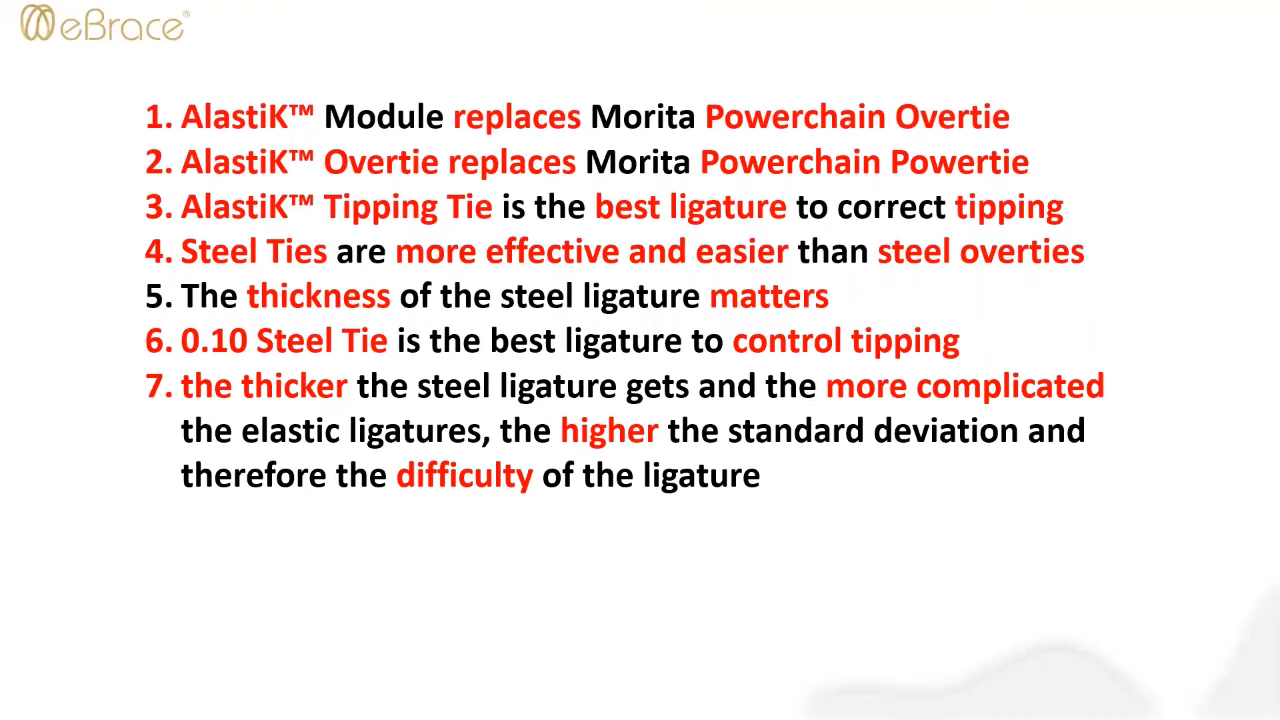 eBrace®
1. AlastiK™ Module replaces Morita Powerchain Overtie
2. AlastiK™ Overtie replaces Morita Powerchain Powertie
3. AlastiK™ Tipping Tie is the best ligature to correct tipping
4. Steel Ties are more effective and easier than steel overties
5. The thickness of the steel ligature matters
6. 0.10 Steel Tie is the best ligature to control tipping
7. the thicker the steel ligature gets and the more complicated
the elastic ligatures, the higher the standard deviation and
therefore the difficulty of the ligature